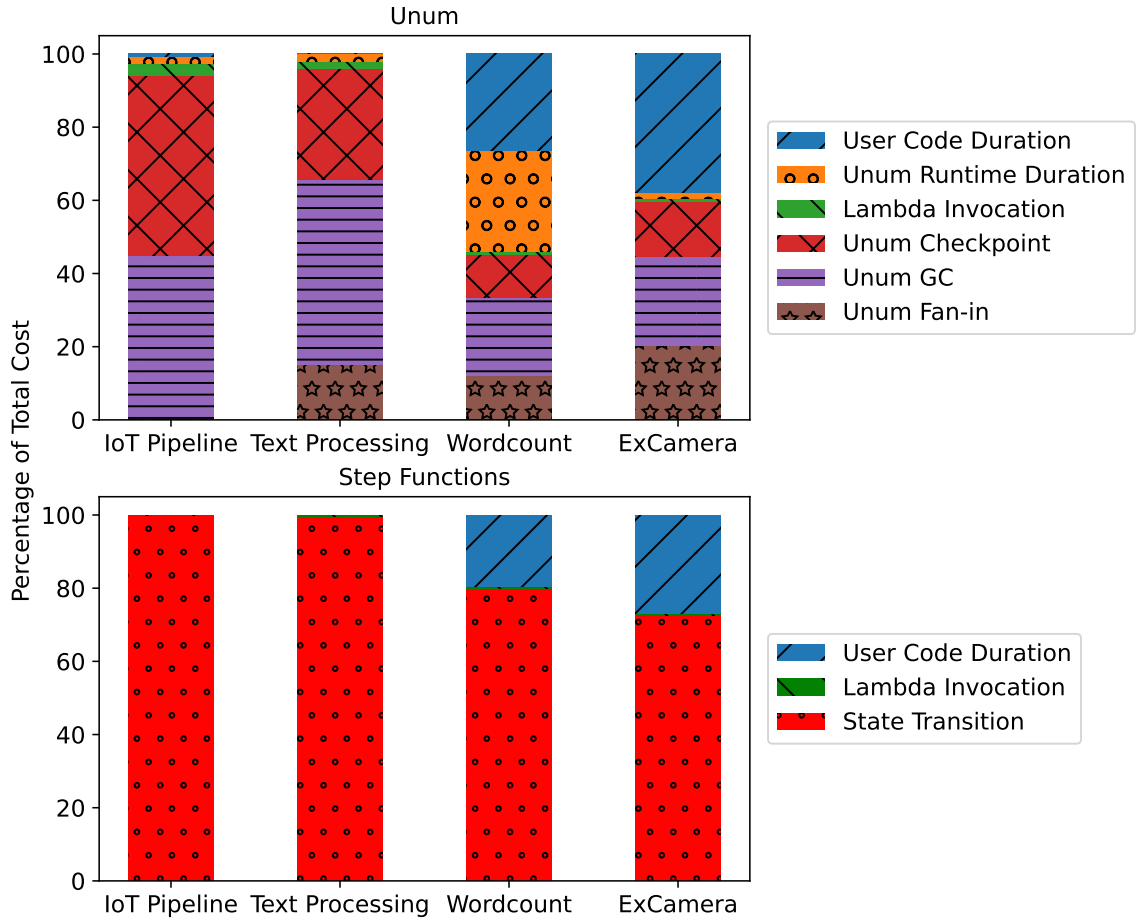 Unum
100
80
60
40
20
0
IoT Pipeline Text Processing Wordcount ExCamera
User Code Duration
Unum Runtime Duration
Lambda Invocation
Unum Checkpoint
Unum GC
Unum Fan-in
Percentage of Total Cost
Step Functions
100
80
60
40
20
0
IoT Pipeline Text Processing Wordcount ExCamera
User Code Duration
Lambda Invocation
State Transition